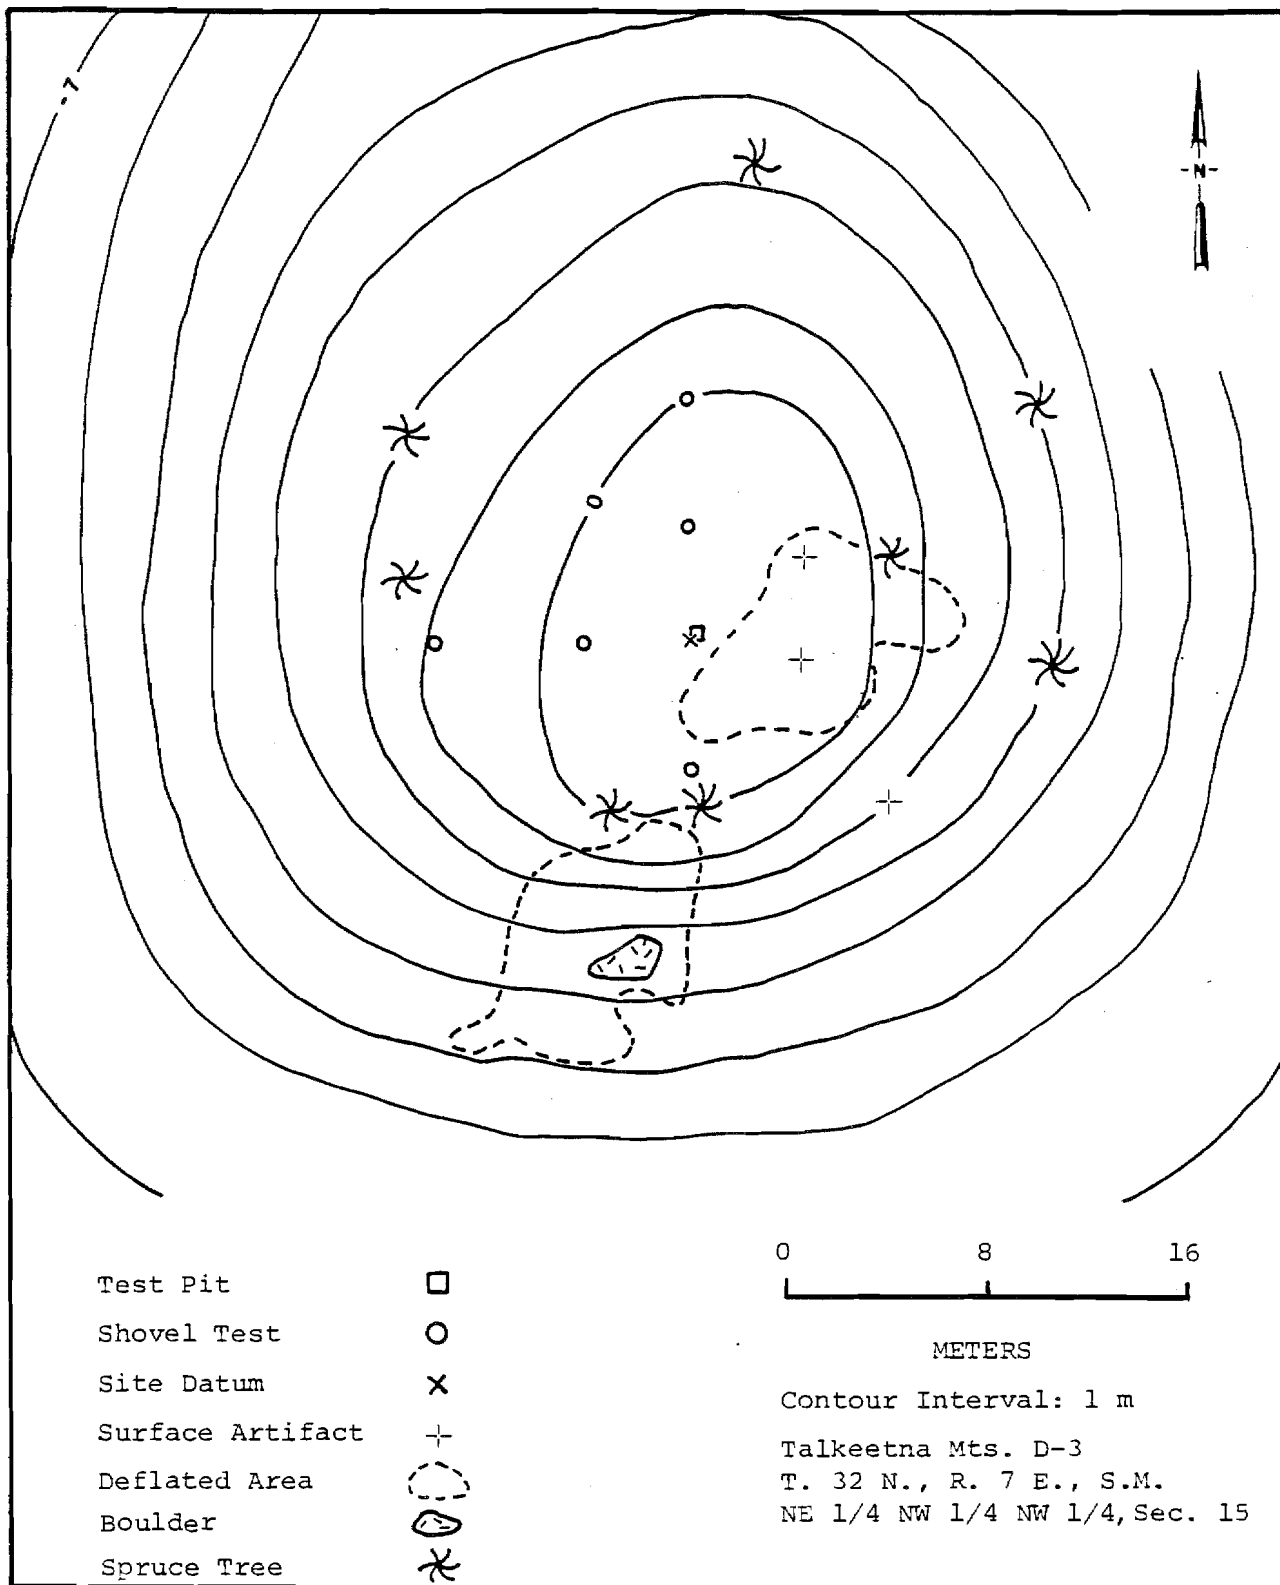 -7
-N-
0 8 16
METERS
Contour Interval: 1 m
Talkeetna Mts. D-3
T. 32 N., R. 7 E., S.M.
NE 1/4 NW 1/4 NW 1/4, Sec. 15
Test Pit
Shovel Test
Site Datum
Surface Artifact
Deflated Area
Boulder
Spruce Tree